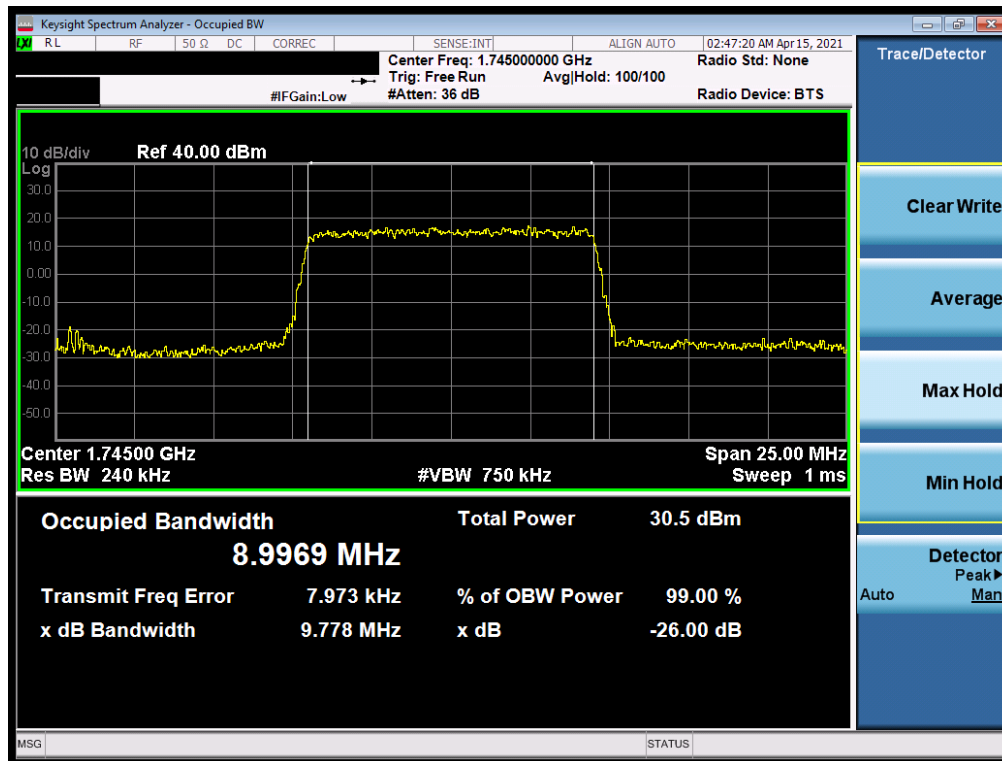 Keysight Spectrum Analyzer - Occupied BW
LXI RL RF 50 Ω DC CORREC SENSE:INT ALIGN AUTO 02:47:20 AM Apr 15, 2021
Center Freq: 1.745000000 GHz Radio Std: None
Trig: Free Run Avg|Hold: 100/100
#IFGain:Low #Atten: 36 dB Radio Device: BTS
10 dB/div Ref 40.00 dBm
Log
30.0
20.0
10.0
0.00
-10.0
-20.0
-30.0
-40.0
-50.0
Center 1.74500 GHz Span 25.00 MHz
Res BW 240 kHz #VBW 750 kHz Sweep 1 ms
Occupied Bandwidth Total Power 30.5 dBm
8.9969 MHz
Transmit Freq Error 7.973 kHz % of OBW Power 99.00 %
x dB Bandwidth 9.778 MHz x dB -26.00 dB
MSG STATUS
Trace/Detector
Clear Write
Average
Max Hold
Min Hold
Detector
Peak▶
Auto Man